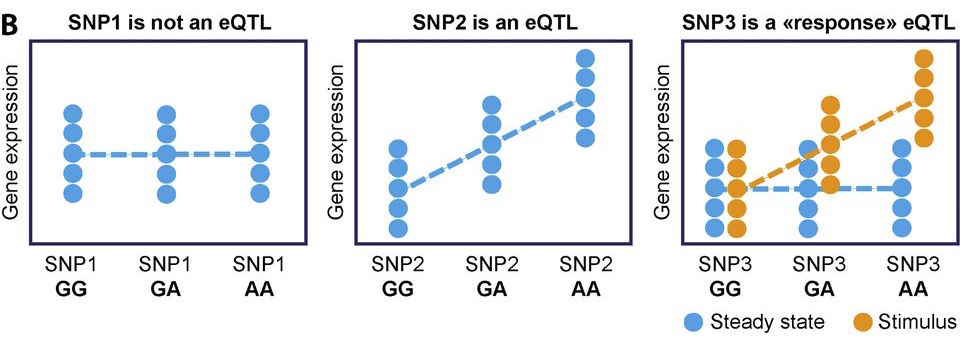 B
SNP1 is not an eQTL
SNP2 is an eQTL
SNP3 is a «response» eQTL
Gene expression
Gene expression
Gene expression
SNP1 SNP1 SNP1
GG GA AA
SNP2 SNP2 SNP2
GG GA AA
SNP3 SNP3 SNP3
GG GA AA
Steady state
Stimulus